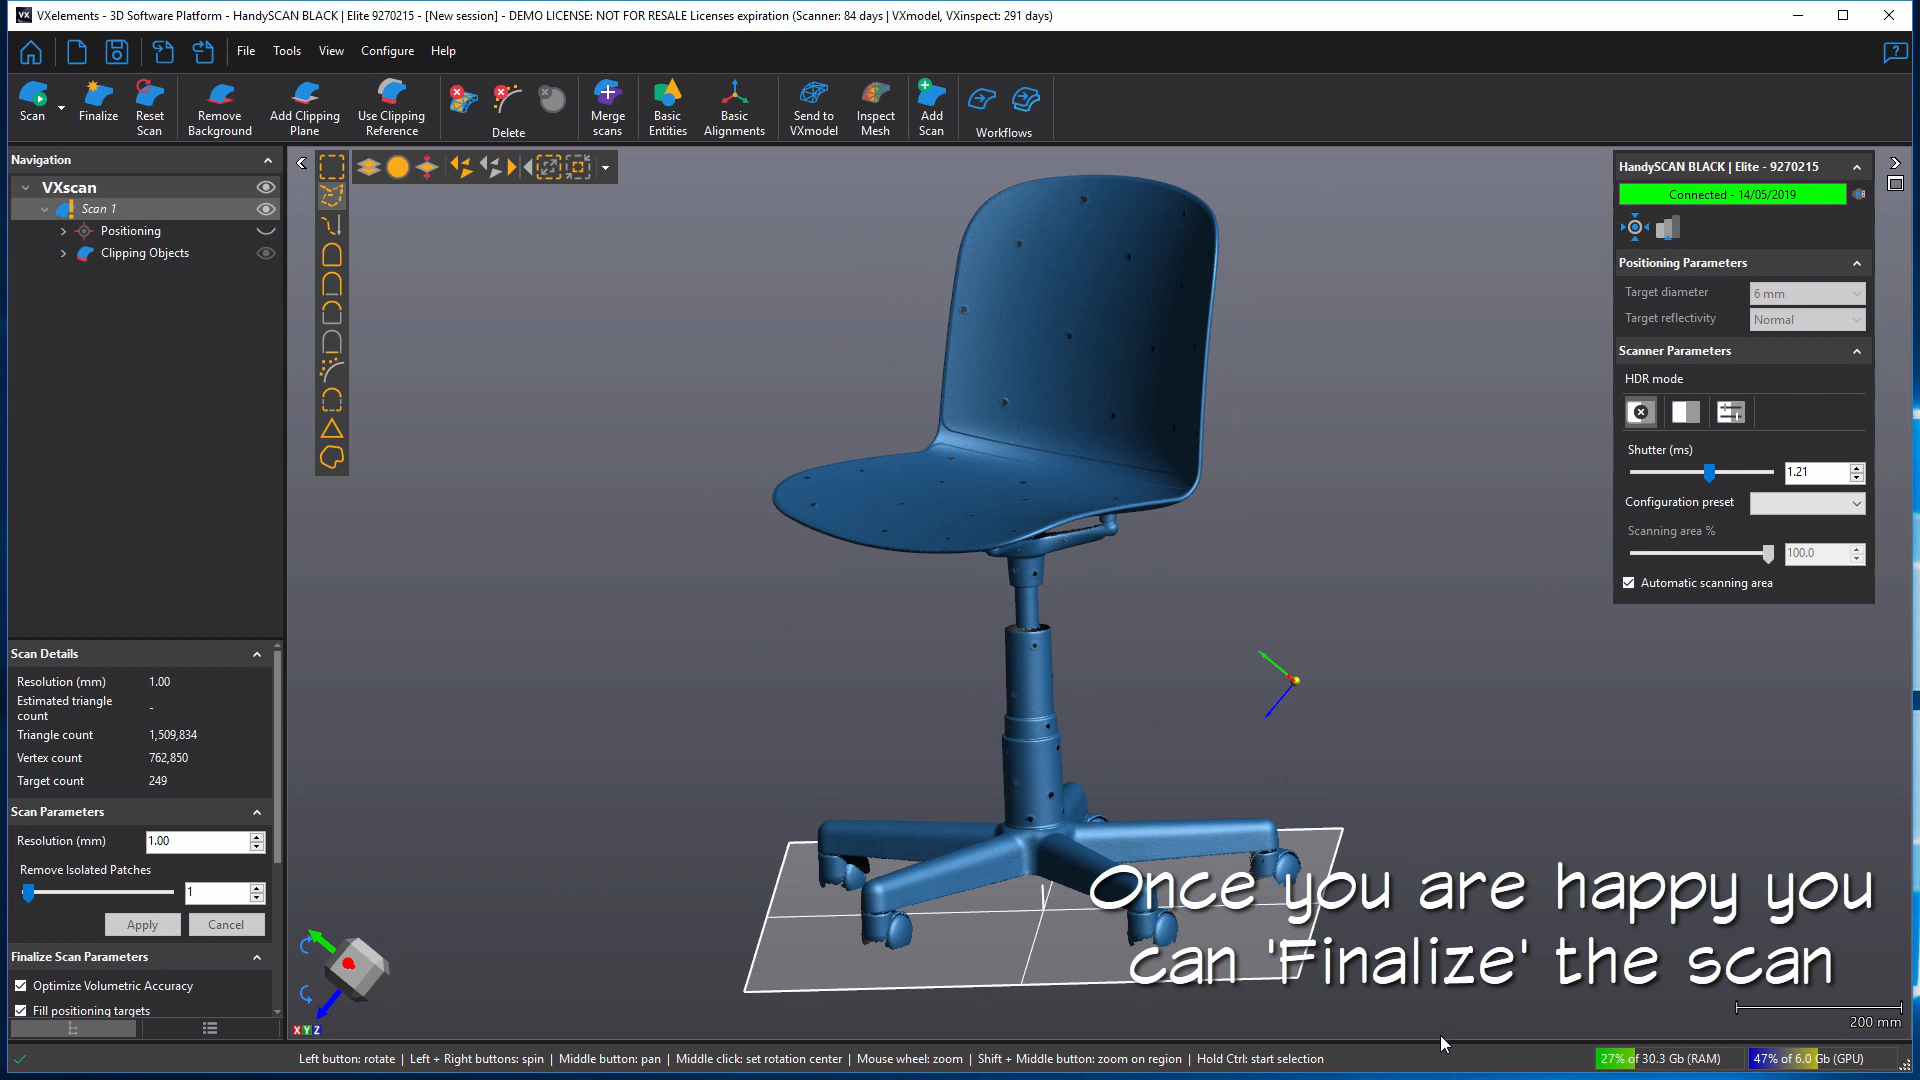 VXelements - 3D Software Platform - HandySCAN BLACK | Elite 9270215 - [New session] - DEMO LICENSE: NOT FOR RESALE Licenses expiration (Scanner: 84 days | VXmodel, VXinspect: 291 days)
File Tools View Configure Help
Scan
Finalize
Reset
Scan
Remove
Background
Add Clipping
Plane
Use Clipping
Reference
Delete
Merge
scans
Basic
Entities
Basic
Alignments
Send to
VXmodel
Inspect
Mesh
Add
Scan
Workflows
Navigation
VXscan
Scan 1
Positioning
Clipping Objects
Scan Details
Resolution (mm) 1.00
Estimated triangle
count -
Triangle count 1,509,834
Vertex count 762,850
Target count 249
Scan Parameters
Resolution (mm) 1.00
Remove Isolated Patches
1
Apply Cancel
Finalize Scan Parameters
Optimize Volumetric Accuracy
Fill positioning targets
X Y Z
HandySCAN BLACK | Elite - 9270215
Connected - 14/05/2019
Positioning Parameters
Target diameter 6 mm
Target reflectivity Normal
Scanner Parameters
HDR mode
Shutter (ms)
1.21
Configuration preset
Scanning area %
100.0
Automatic scanning area
Once you are happy you
can 'Finalize' the scan
200 mm
Left button: rotate | Left + Right buttons: spin | Middle button: pan | Middle click: set rotation center | Mouse wheel: zoom | Shift + Middle button: zoom on region | Hold Ctrl: start selection
27% of 30.3 Gb (RAM) 47% of 6.0 Gb (GPU)